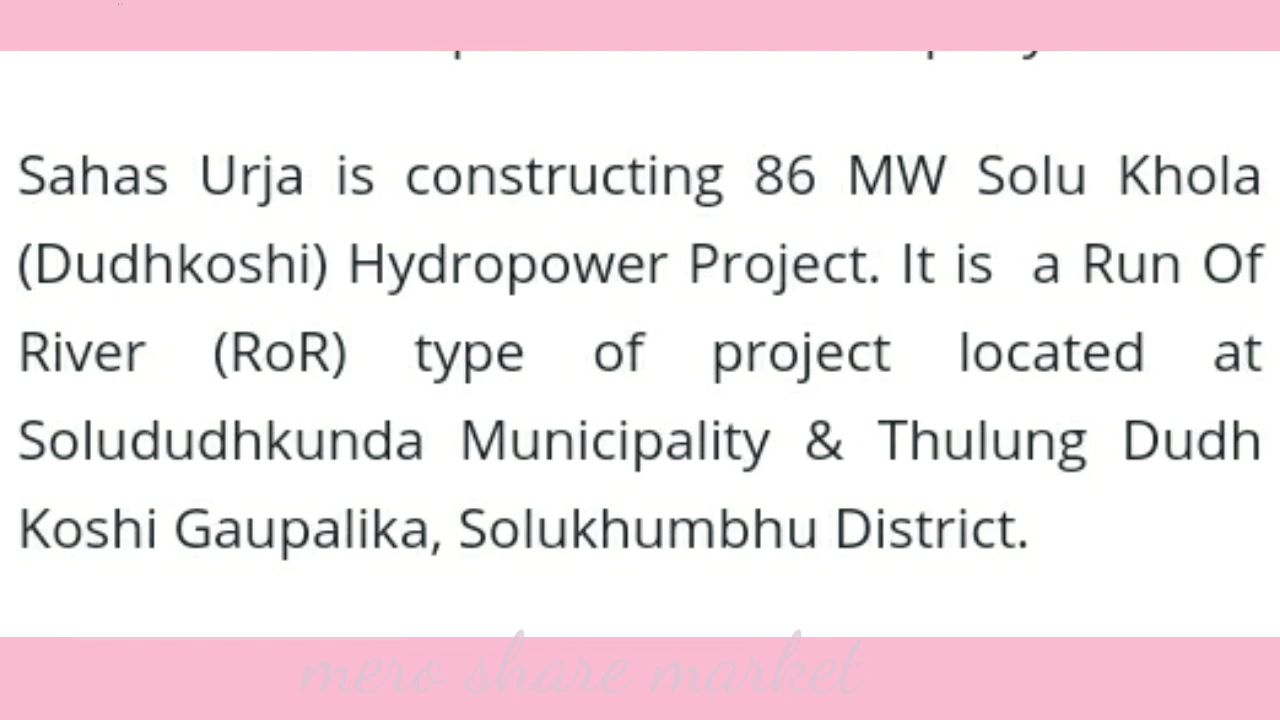 Sahas Urja is constructing 86 MW Solu Khola
(Dudhkoshi) Hydropower Project. It is a Run Of
River (RoR) type of project located at
Solududhkunda Municipality & Thulung Dudh
Koshi Gaupalika, Solukhumbhu District.
mero share market